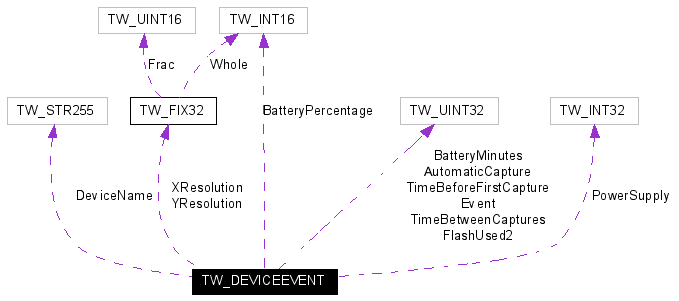 TW_UINT16
TW_INT16
Frac
Whole
TW_STR255
TW_FIX32
BatteryPercentage
TW_UINT32
TW_INT32
DeviceName
XResolution
YResolution
BatteryMinutes
AutomaticCapture
TimeBeforeFirstCapture
Event
TimeBetweenCaptures
FlashUsed2
PowerSupply
TW_DEVICEEVENT